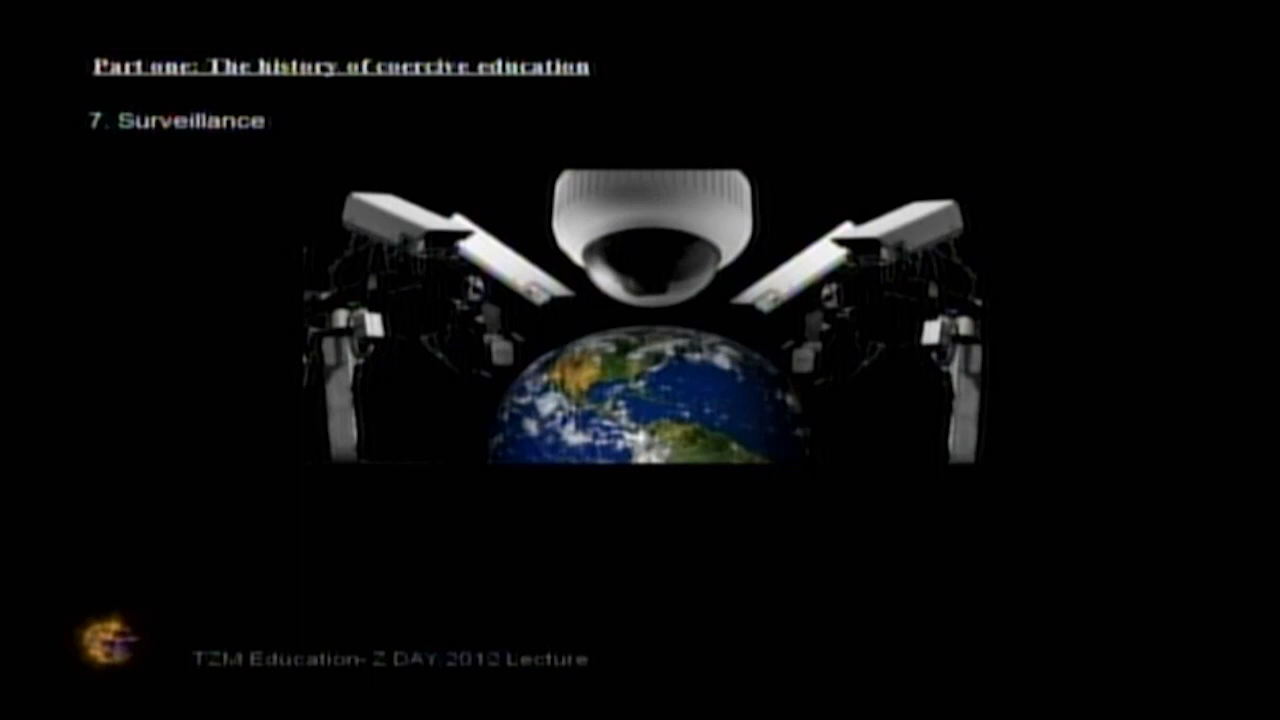 Part one: The history of coercive education
7. Surveillance
TZM Education- Z DAY 2012 Lecture